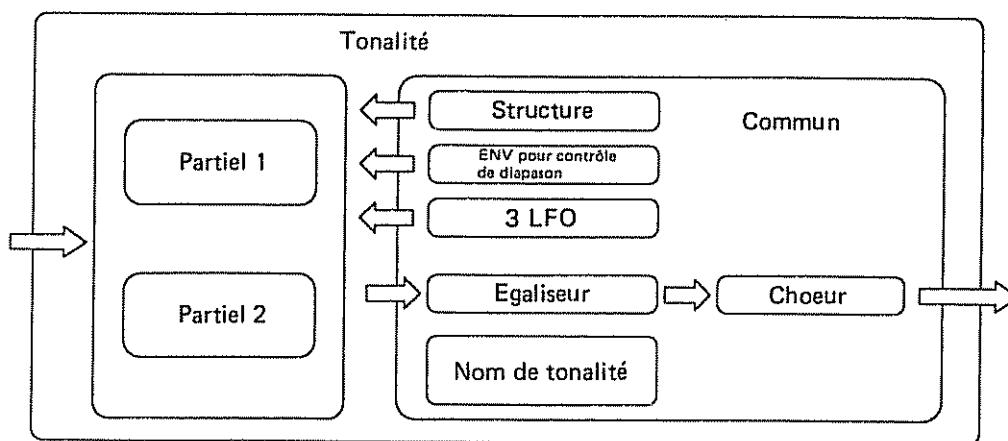 Tonalité
Structure
Commun
Partiel 1
ENV pour contrôle
de diapason
3 LFO
Partiel 2
Egaliseur
Choeur
Nom de tonalité